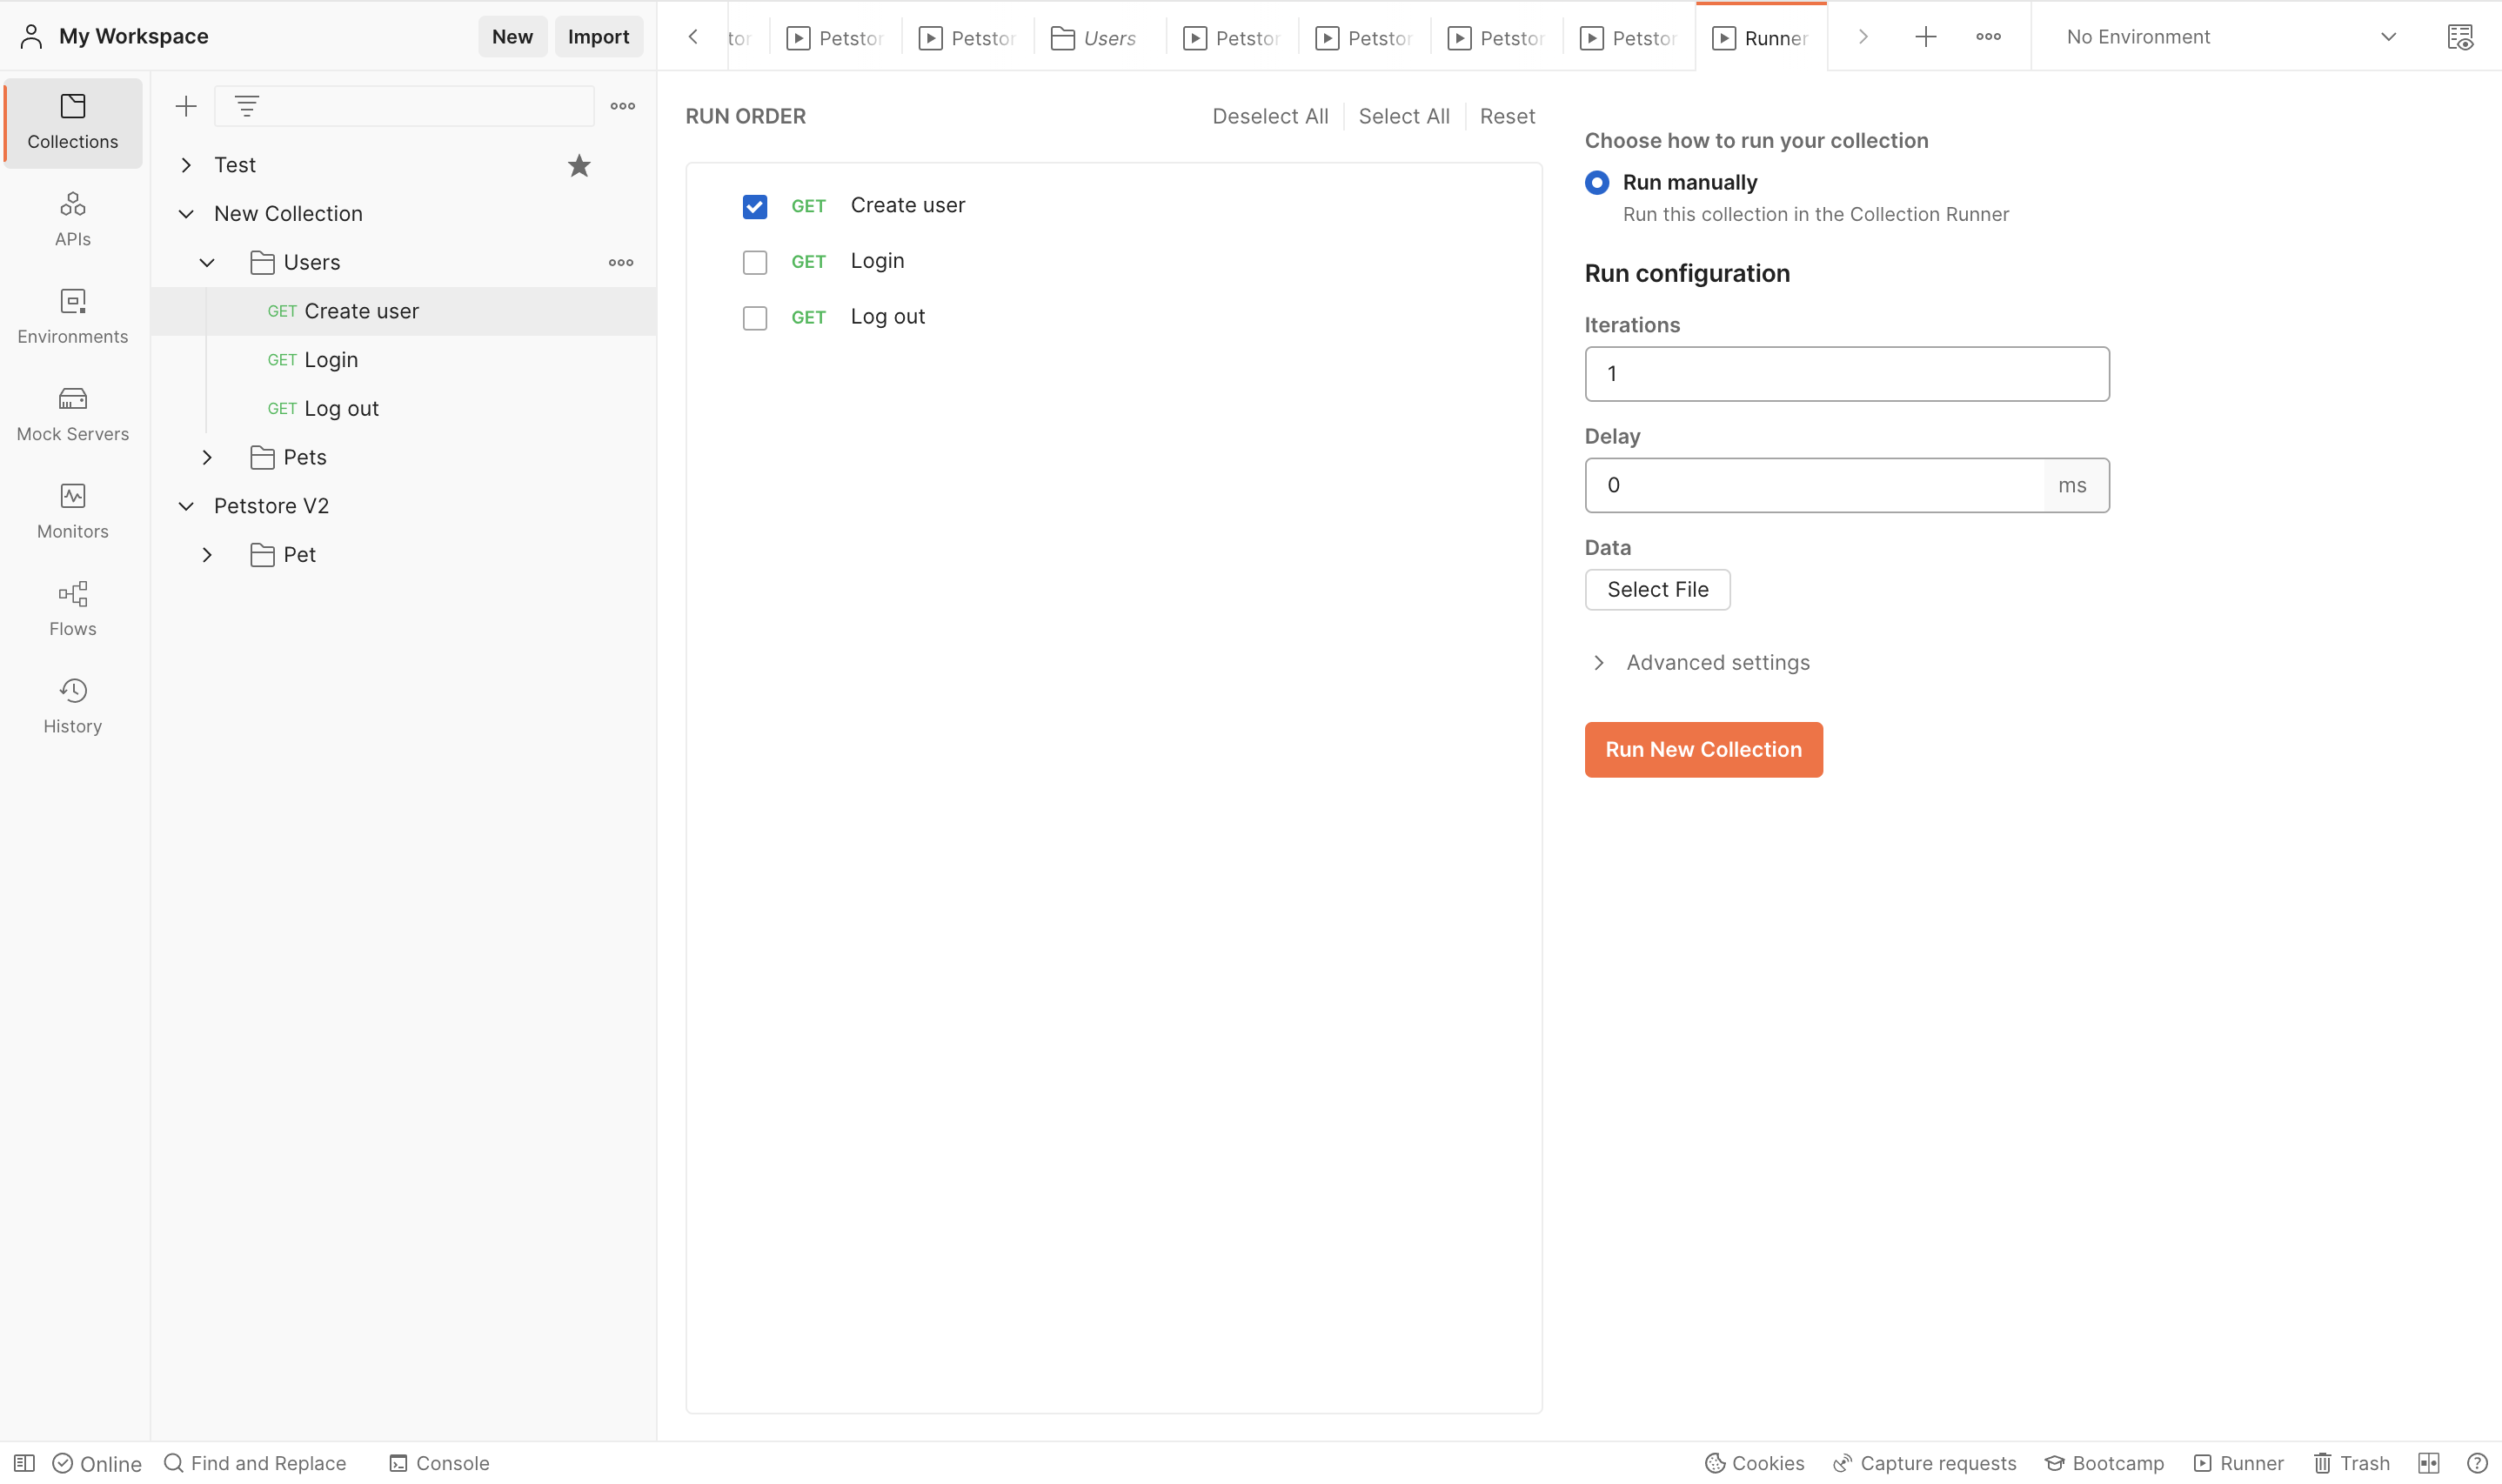 My Workspace
New
Import
tor
Petstor
Petstor
Users
Petstor
Petstor
Petstor
Petstor
Runner
No Environment
Collections
APIs
Environments
Mock Servers
Monitors
Flows
History
Test
New Collection
Users
GET Create user
GET Login
GET Log out
Pets
Petstore V2
Pet
RUN ORDER
Deselect All
Select All
Reset
GET Create user
GET Login
GET Log out
Choose how to run your collection
Run manually
Run this collection in the Collection Runner
Run configuration
Iterations
1
Delay
0 ms
Data
Select File
Advanced settings
Run New Collection
Online
Find and Replace
Console
Cookies
Capture requests
Bootcamp
Runner
Trash